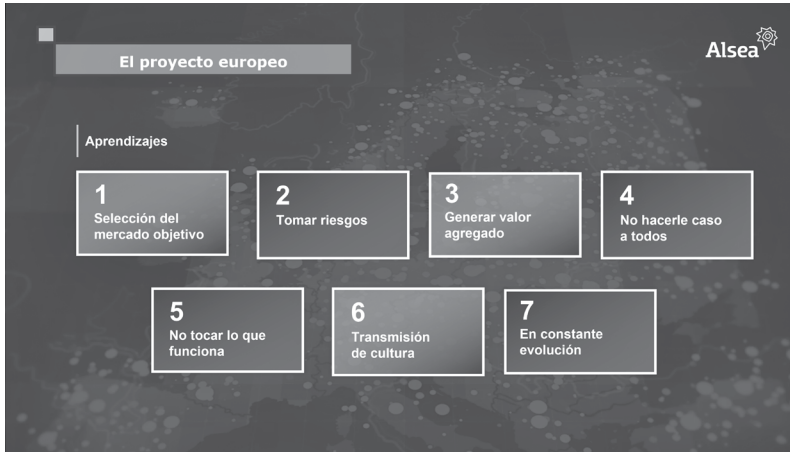 El proyecto europeo
Alsea
Aprendizajes
1
Selección del
mercado objetivo
2
Tomar riesgos
3
Generar valor
agregado
4
No hacerle caso
a todos
5
No tocar lo que
funciona
6
Transmisión
de cultura
7
En constante
evolución